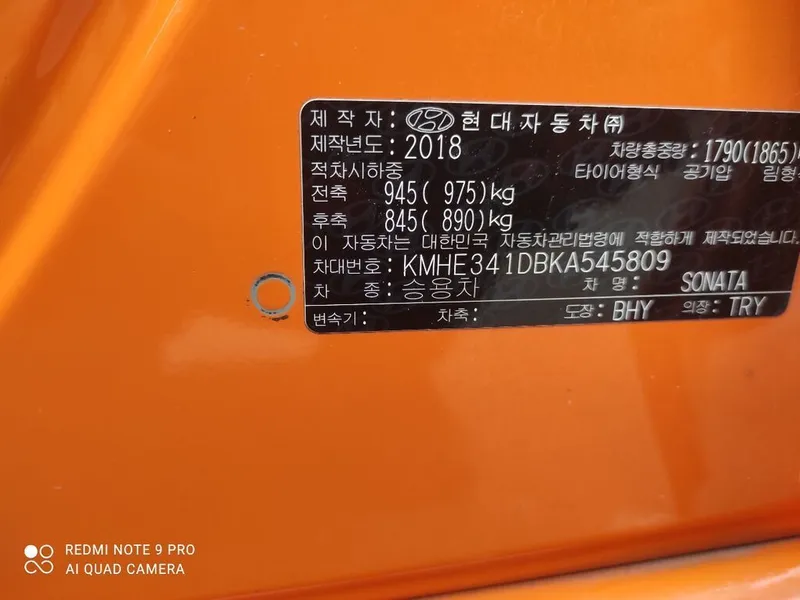 제 작 자 : 현대자동차㈜
제작년도 : 2018 차량총중량 : 1790(1865)
적차시하중 타이어형식 공기압 림형식
전축 945( 975)kg
후축 845( 890)kg
이 자동차는 대한민국 자동차관리법령에 적합하게 제작되었습니다.
차대번호 : KMHE341DBKA545809
차 종 : 승용차 차 명 : SONATA
변속기 : 차축 : 도장 : BHY 의장 : TRY
REDMI NOTE 9 PRO
AI QUAD CAMERA